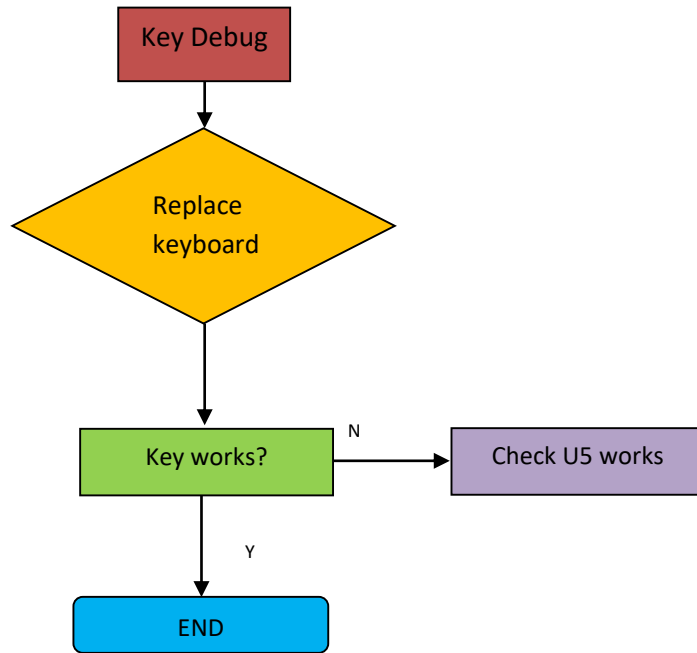 Key Debug
Replace
keyboard
Key works?
N
Check U5 works
Y
END